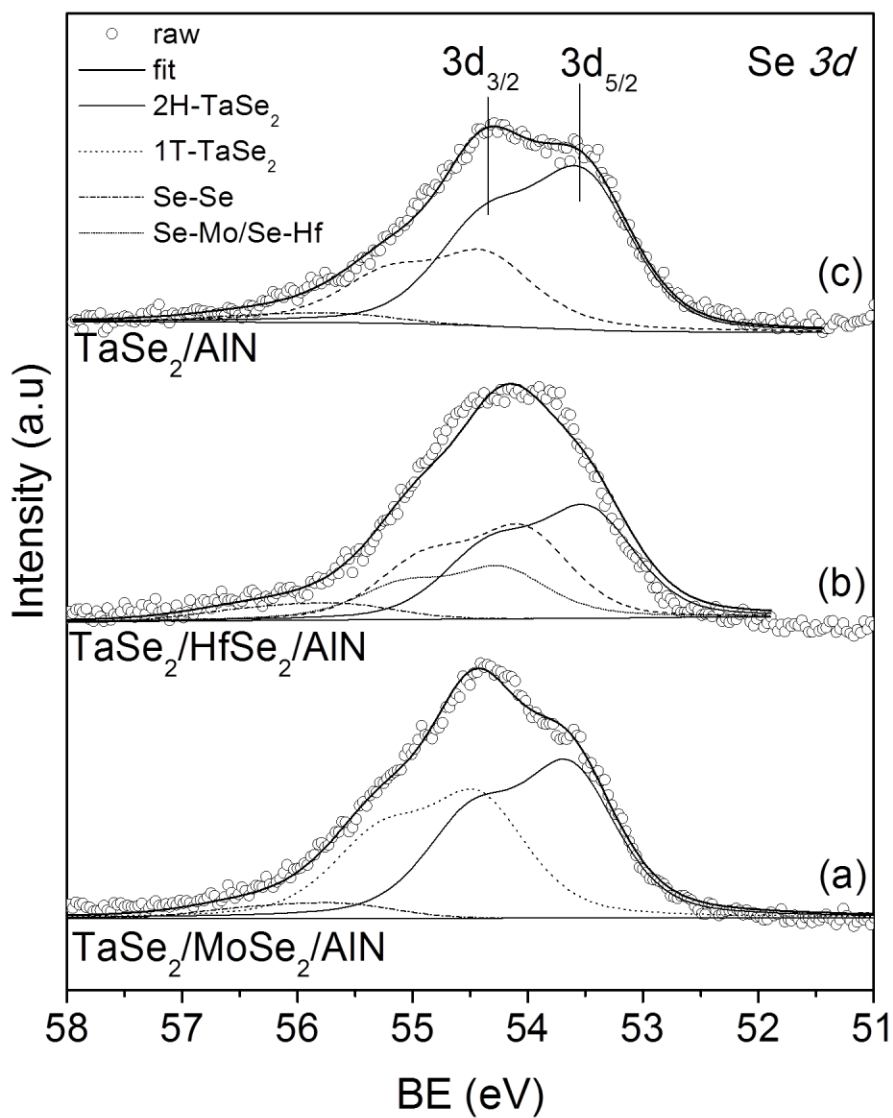 raw
fit
2H-TaSe₂
1T-TaSe₂
Se-Se
Se-Mo/Se-Hf
3d₃/₂
3d₅/₂
Se 3d
(c)
TaSe₂/AlN
(b)
TaSe₂/HfSe₂/AlN
(a)
TaSe₂/MoSe₂/AlN
Intensity (a.u)
58 57 56 55 54 53 52 51
BE (eV)